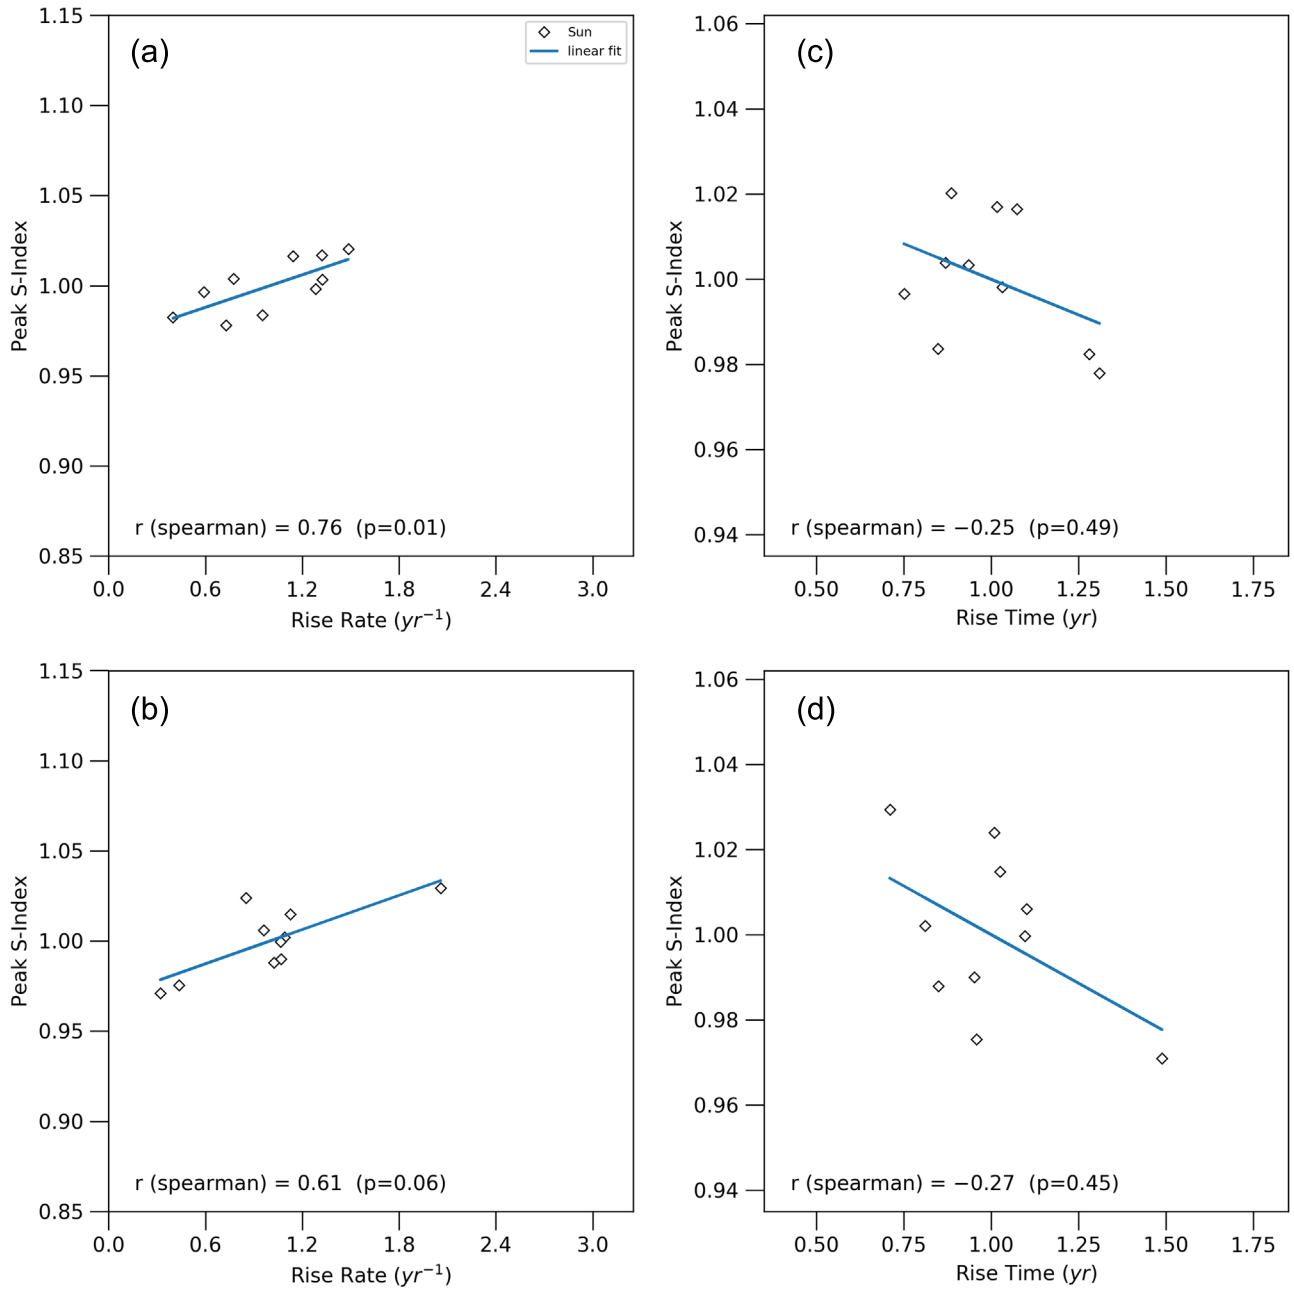 (a)
Sun
linear fit
1.15
1.10
1.05
1.00
0.95
0.90
0.85
Peak S-Index
r (spearman) = 0.76 (p=0.01)
0.0 0.6 1.2 1.8 2.4 3.0
Rise Rate (yr⁻¹)
(c)
1.06
1.04
1.02
1.00
0.98
0.96
0.94
Peak S-Index
r (spearman) = −0.25 (p=0.49)
0.50 0.75 1.00 1.25 1.50 1.75
Rise Time (yr)
(b)
1.15
1.10
1.05
1.00
0.95
0.90
0.85
Peak S-Index
r (spearman) = 0.61 (p=0.06)
0.0 0.6 1.2 1.8 2.4 3.0
Rise Rate (yr⁻¹)
(d)
1.06
1.04
1.02
1.00
0.98
0.96
0.94
Peak S-Index
r (spearman) = −0.27 (p=0.45)
0.50 0.75 1.00 1.25 1.50 1.75
Rise Time (yr)